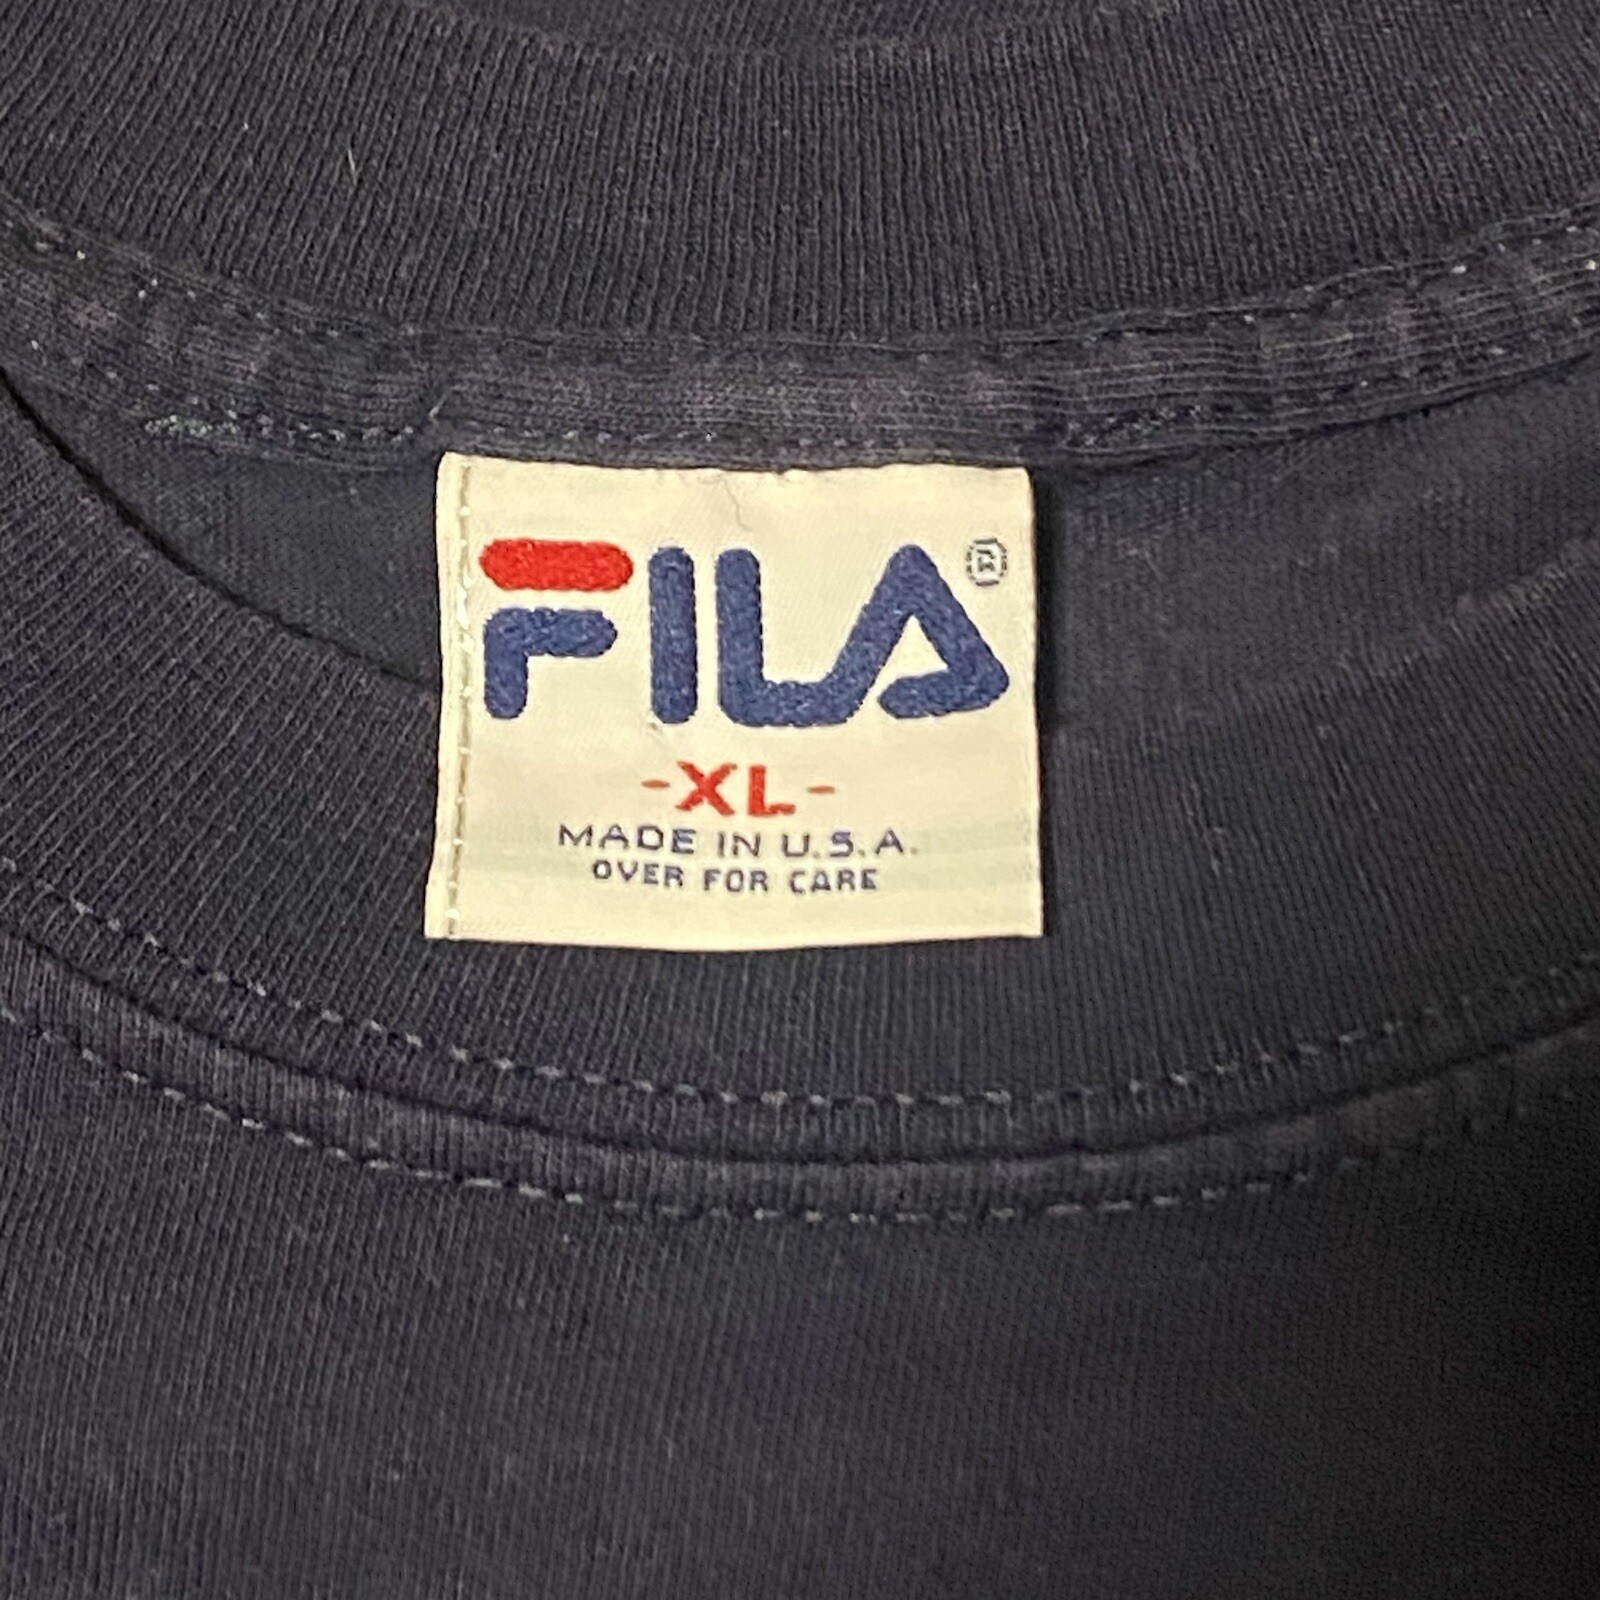 FILA®
-XL-
MADE IN U.S.A.
OVER FOR CARE